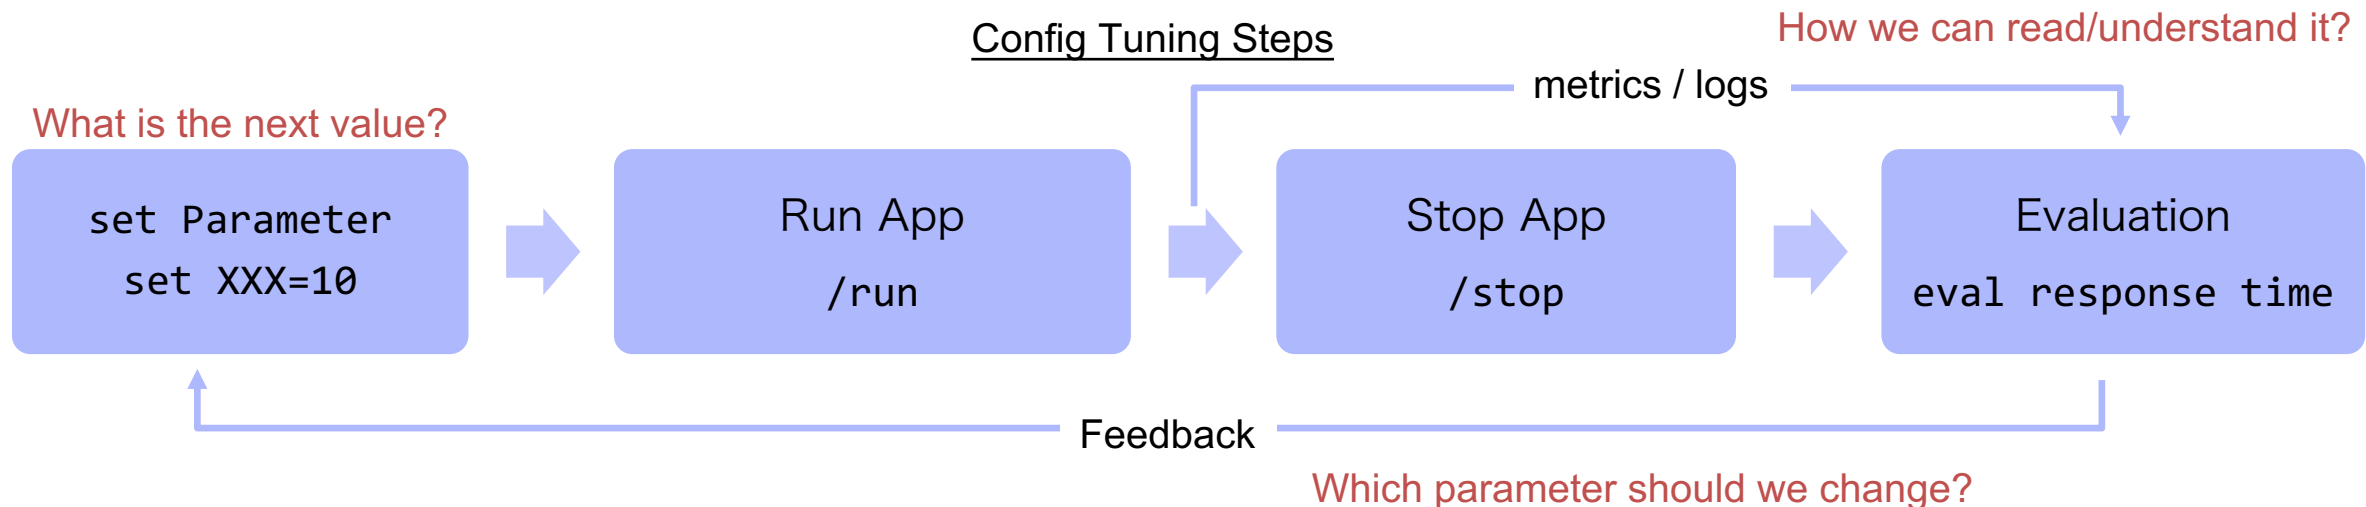 Config Tuning Steps
How we can read/understand it?
metrics / logs
What is the next value?
set Parameter
set XXX=10
Run App
/run
Stop App
/stop
Evaluation
eval response time
Feedback
Which parameter should we change?